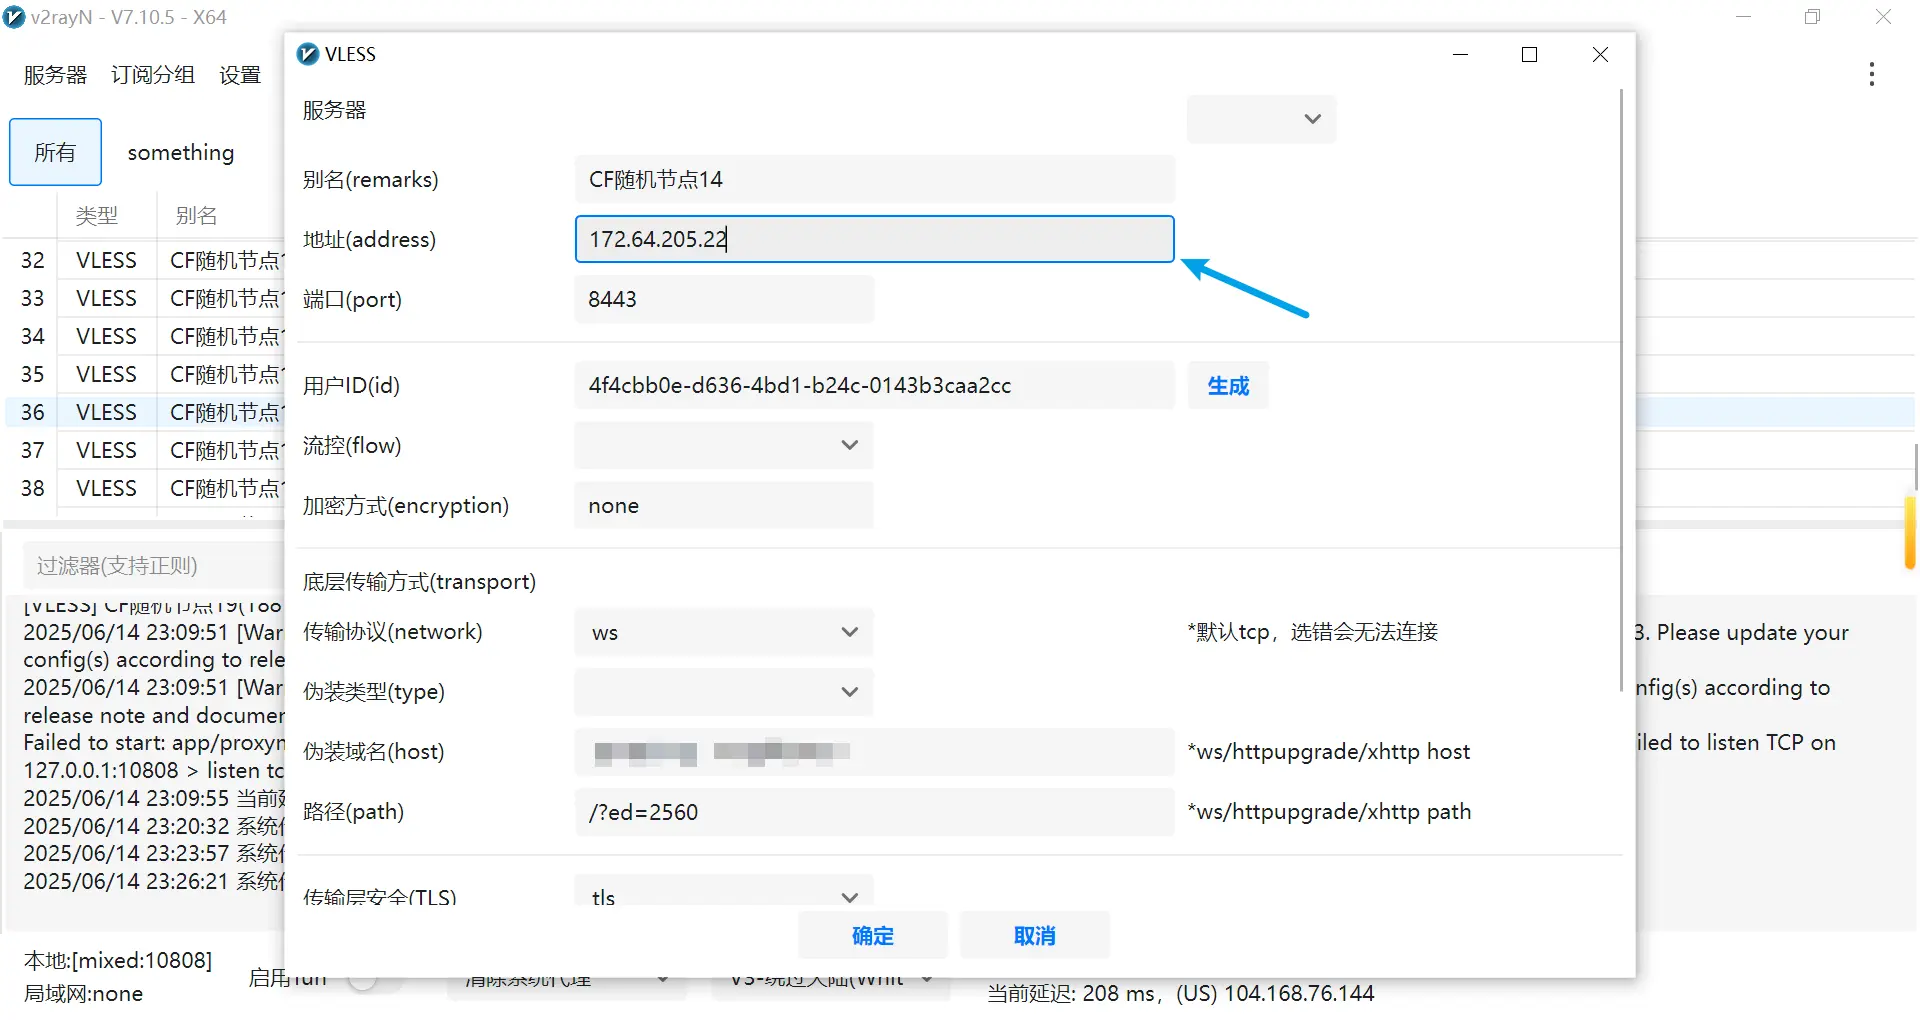 v2rayN - V7.10.5 - X64
服务器 订阅分组 设置
所有 something
类型 别名
32 VLESS CF随机节点
33 VLESS CF随机节点
34 VLESS CF随机节点
35 VLESS CF随机节点
36 VLESS CF随机节点
37 VLESS CF随机节点
38 VLESS CF随机节点
过滤器(支持正则)
[VLESS] CF随机节点19(188
2025/06/14 23:09:51 [War
config(s) according to rele
2025/06/14 23:09:51 [War
release note and documen
Failed to start: app/proxym
127.0.0.1:10808 > listen tc
2025/06/14 23:09:55 当前延
2025/06/14 23:20:32 系统
2025/06/14 23:23:57 系统
2025/06/14 23:26:21 系统
3. Please update your
nfig(s) according to
iled to listen TCP on
本地:[mixed:10808]
局域网:none
启用Tun
清除系统代理
V3-绕过大陆(Whit
当前延迟: 208 ms，(US) 104.168.76.144
VLESS
服务器
别名(remarks) CF随机节点14
地址(address) 172.64.205.22
端口(port) 8443
用户ID(id) 4f4cbb0e-d636-4bd1-b24c-0143b3caa2cc 生成
流控(flow)
加密方式(encryption) none
底层传输方式(transport)
传输协议(network) ws *默认tcp，选错会无法连接
伪装类型(type)
伪装域名(host) *ws/httpupgrade/xhttp host
路径(path) /?ed=2560 *ws/httpupgrade/xhttp path
传输层安全(TLS) tls
确定 取消